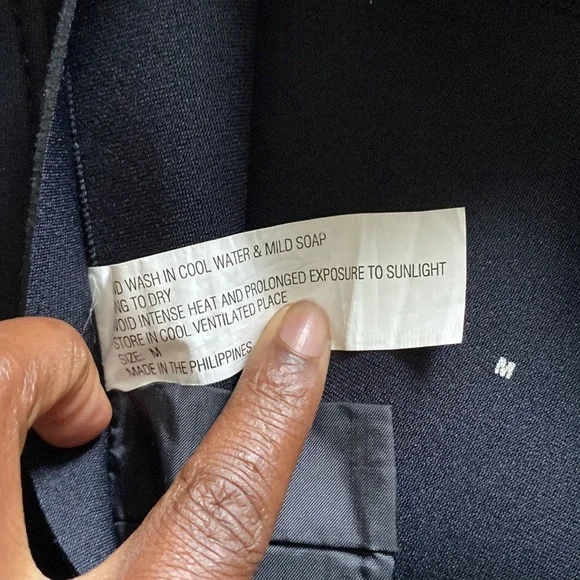 D WASH IN COOL WATER & MILD SOAP
NG TO DRY
VOID INTENSE HEAT AND PROLONGED EXPOSURE TO SUNLIGHT
STORE IN COOL VENTILATED PLACE
SIZE: M
MADE IN THE PHILIPPINES
M